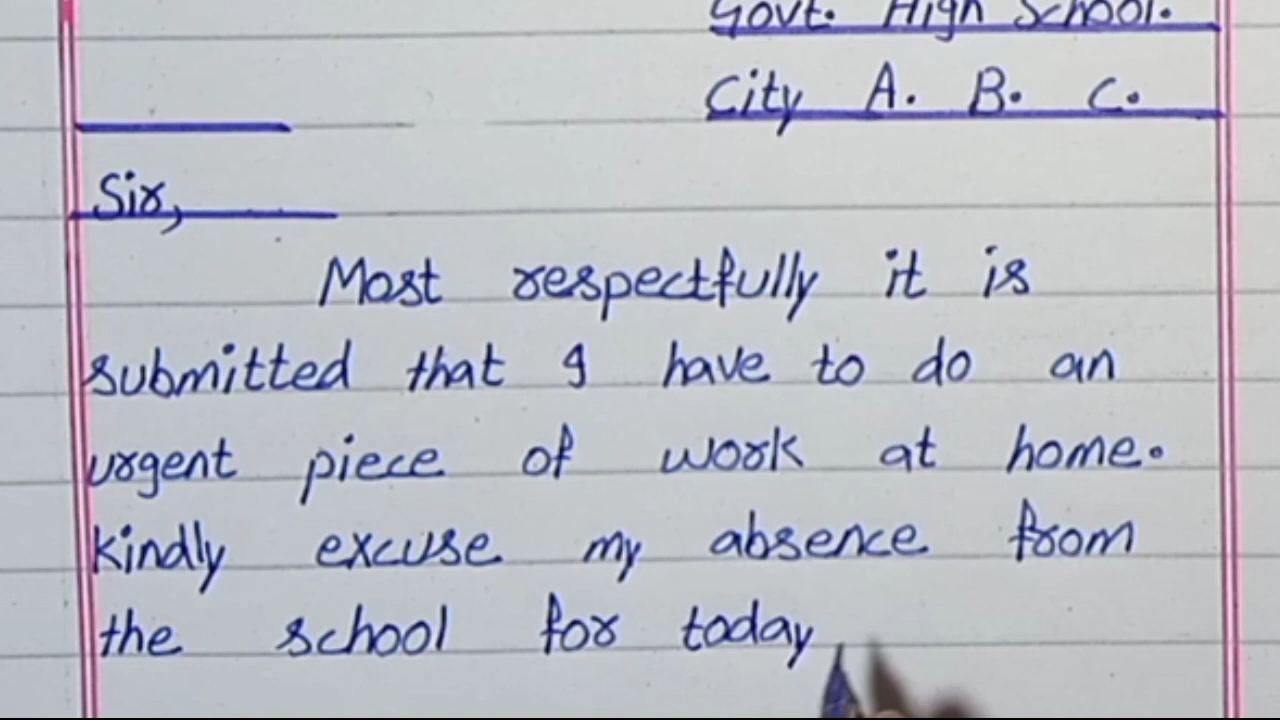 Govt. High School.
City A. B. C.
Sir,
Most respectfully it is
submitted that I have to do an
urgent piece of work at home.
kindly excuse my absence from
the school for today